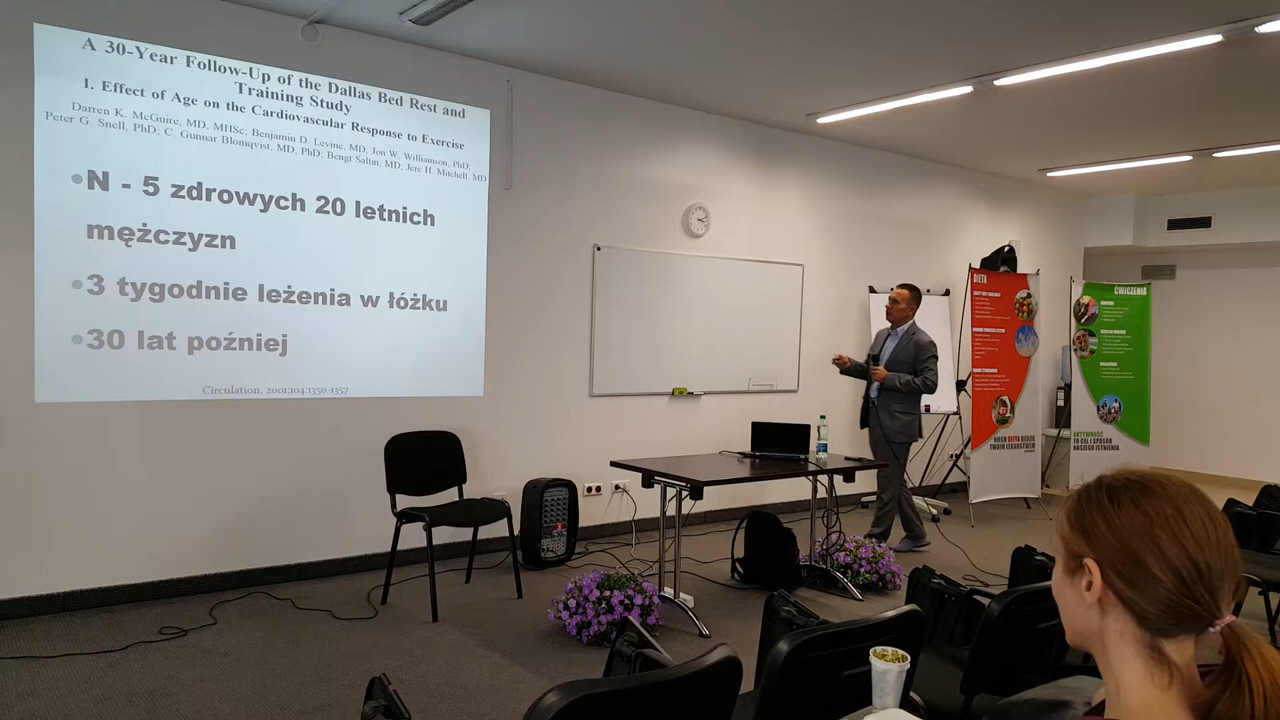 A 30-Year Follow-Up of the Dallas Bed Rest and
Training Study
I. Effect of Age on the Cardiovascular Response to Exercise
Darren K. McGuire, MD, MHSc; Benjamin D. Levine, MD; Jon W. Williamson, PhD;
Peter G. Snell, PhD; C. Gunnar Blomqvist, MD, PhD; Bengt Saltin, MD; Jere H. Mitchell, MD
•N - 5 zdrowych 20 letnich
mężczyzn
•3 tygodnie leżenia w łóżku
•30 lat poźniej
Circulation. 2001;104:1350-1357
DIETA
NIECH DIETA BĘDZIE
TWOIM LEKARSTWEM
ĆWICZENIA
AKTYWNOŚĆ
TO CEL I SPOSÓB
NASZEGO ISTNIENIA